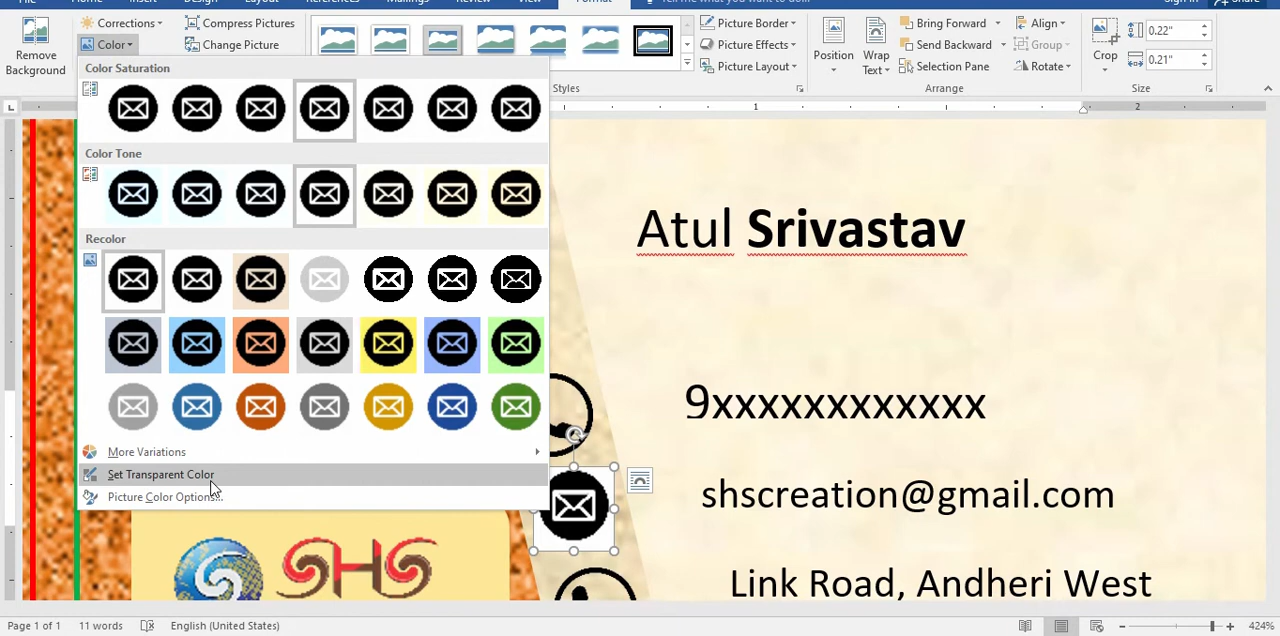 File Home Insert Design Layout References Mailings Review View Format Tell me what you want to do... Sign in Share
Remove Background
Corrections
Color
Compress Pictures
Change Picture
Picture Border
Picture Effects
Picture Layout
Styles
Position
Wrap Text
Bring Forward
Send Backward
Selection Pane
Align
Group
Rotate
Arrange
Crop
0.22"
0.21"
Size
Color Saturation
Color Tone
Recolor
More Variations
Set Transparent Color
Picture Color Options...
1 2
Atul Srivastav
9xxxxxxxxxxxx
shscreation@gmail.com
Link Road, Andheri West
SHS
Page 1 of 1 11 words English (United States) 424%